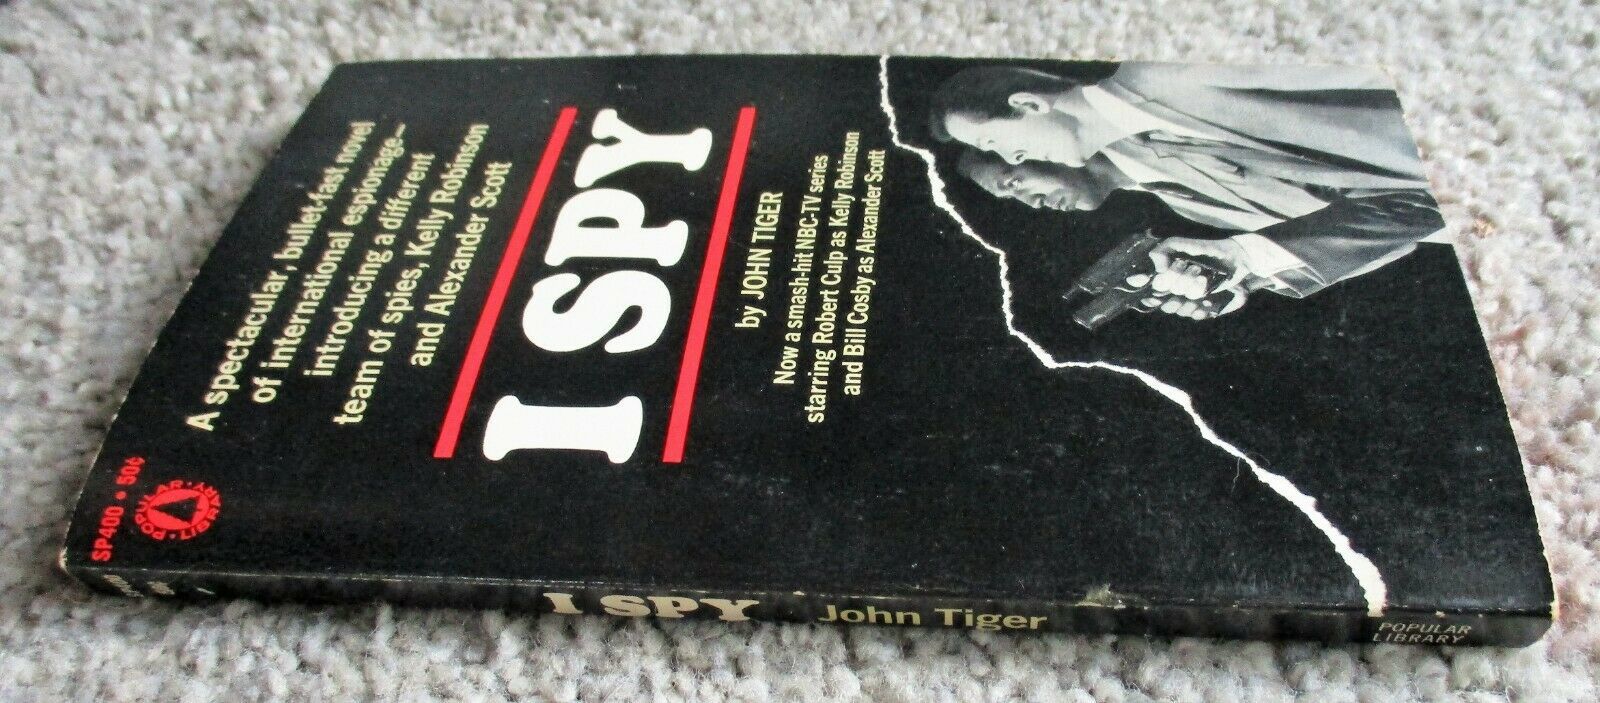 SP400 • 50¢
POPULAR • LIBRARY •
A spectacular, bullet-fast novel
of international espionage—
introducing a different
team of spies, Kelly Robinson
and Alexander Scott
I SPY
by JOHN TIGER
Now a smash-hit NBC-TV series
starring Robert Culp as Kelly Robinson
and Bill Cosby as Alexander Scott
I SPY John Tiger
POPULAR
LIBRARY